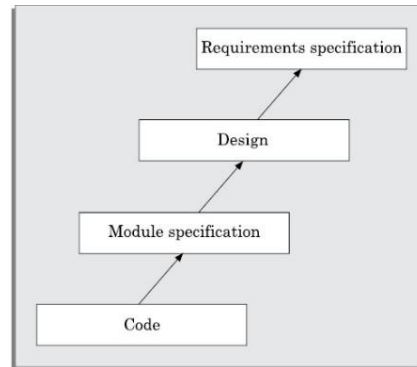 Requirements specification
Design
Module specification
Code